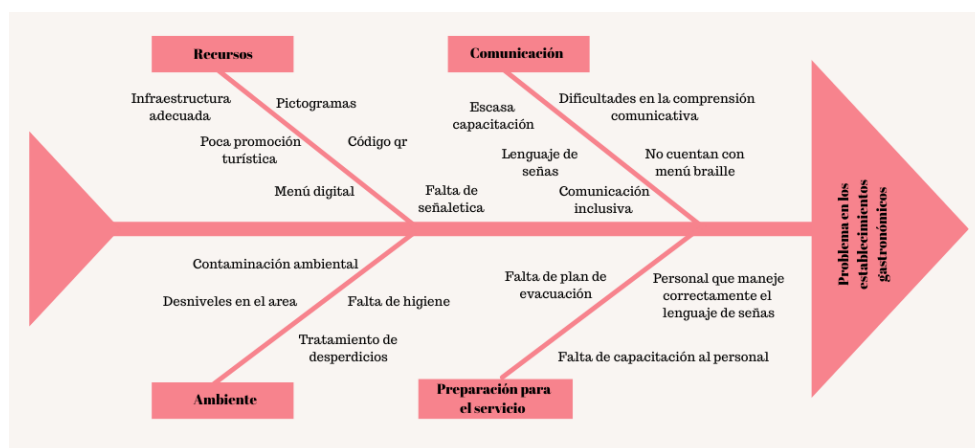 Recursos
Infraestructura
adecuada
Pictogramas
Poca promoción
turística
Código qr
Menú digital
Falta de
señaletica
Comunicación
Escasa
capacitación
Dificultades en la comprensión
comunicativa
Lenguaje de
señas
No cuentan con
menú braille
Comunicación
inclusiva
Problema en los
establecimientos
gastronómicos
Contaminación ambiental
Desniveles en el area
Falta de higiene
Tratamiento de
desperdicios
Ambiente
Falta de plan de
evacuación
Personal que maneje
correctamente el
lenguaje de señas
Falta de capacitación al personal
Preparación para
el servicio